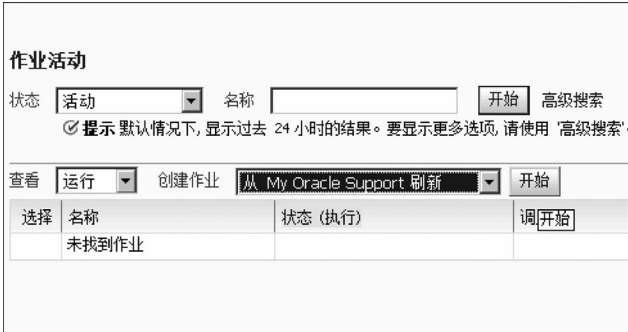 作业活动
状态 活动 名称 开始 高级搜索
提示 默认情况下, 显示过去 24 小时的结果。要显示更多选项, 请使用 '高级搜索'
查看 运行 创建作业 从 My Oracle Support 刷新 开始
选择 名称 状态 (执行) 调 开始
未找到作业